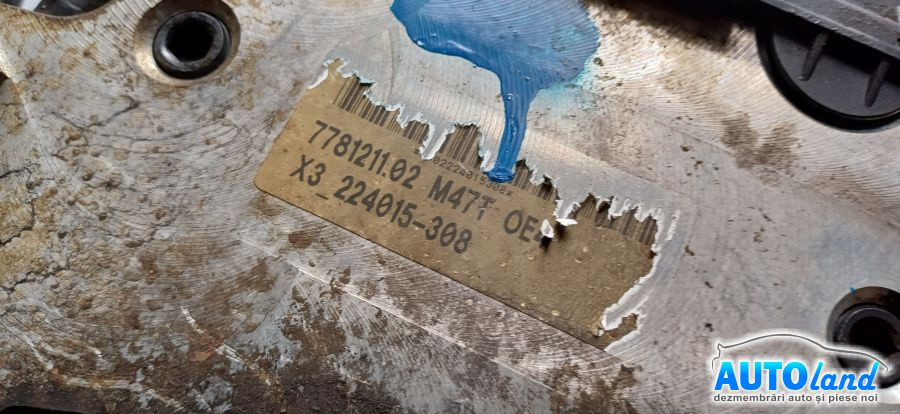 7781211.02 M47T OE
X3_224015-308
AUTOland
dezmembrări auto și piese noi